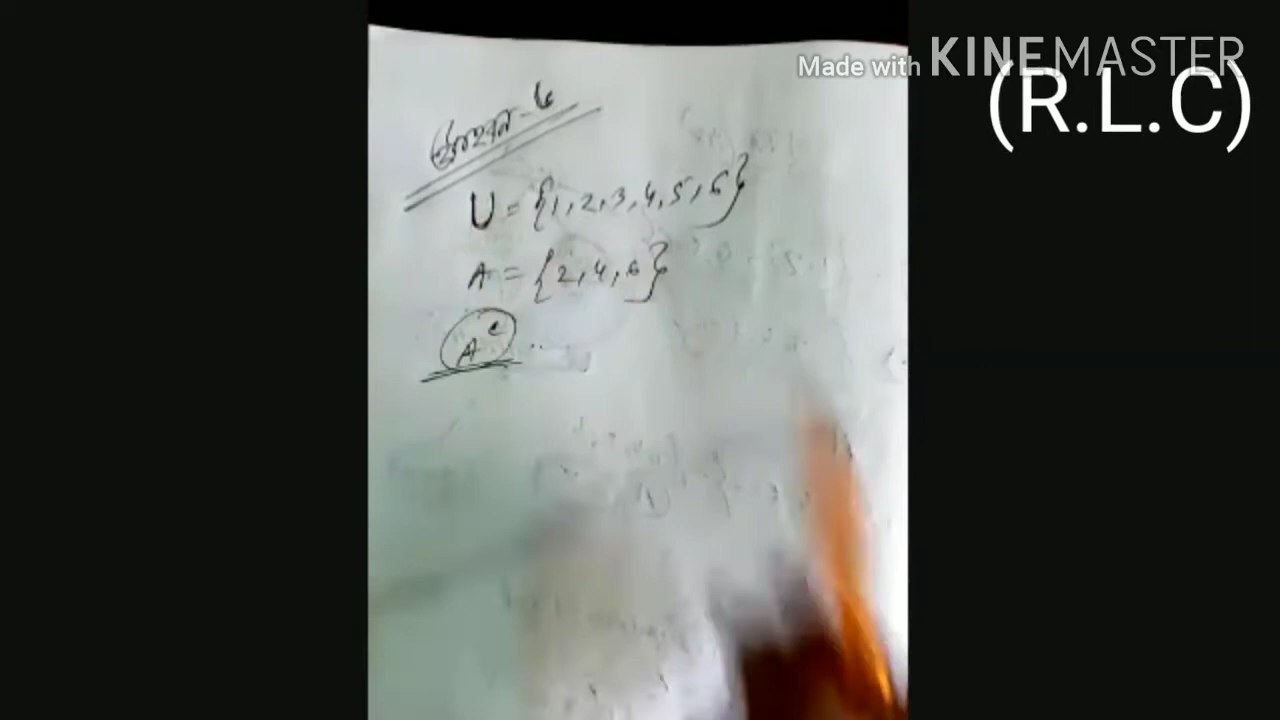 Made with KINEMASTER
(R.L.C)
উদাহরণ-৬
U = {1, 2, 3, 4, 5, 6}
A = {2, 4, 6}
A^c